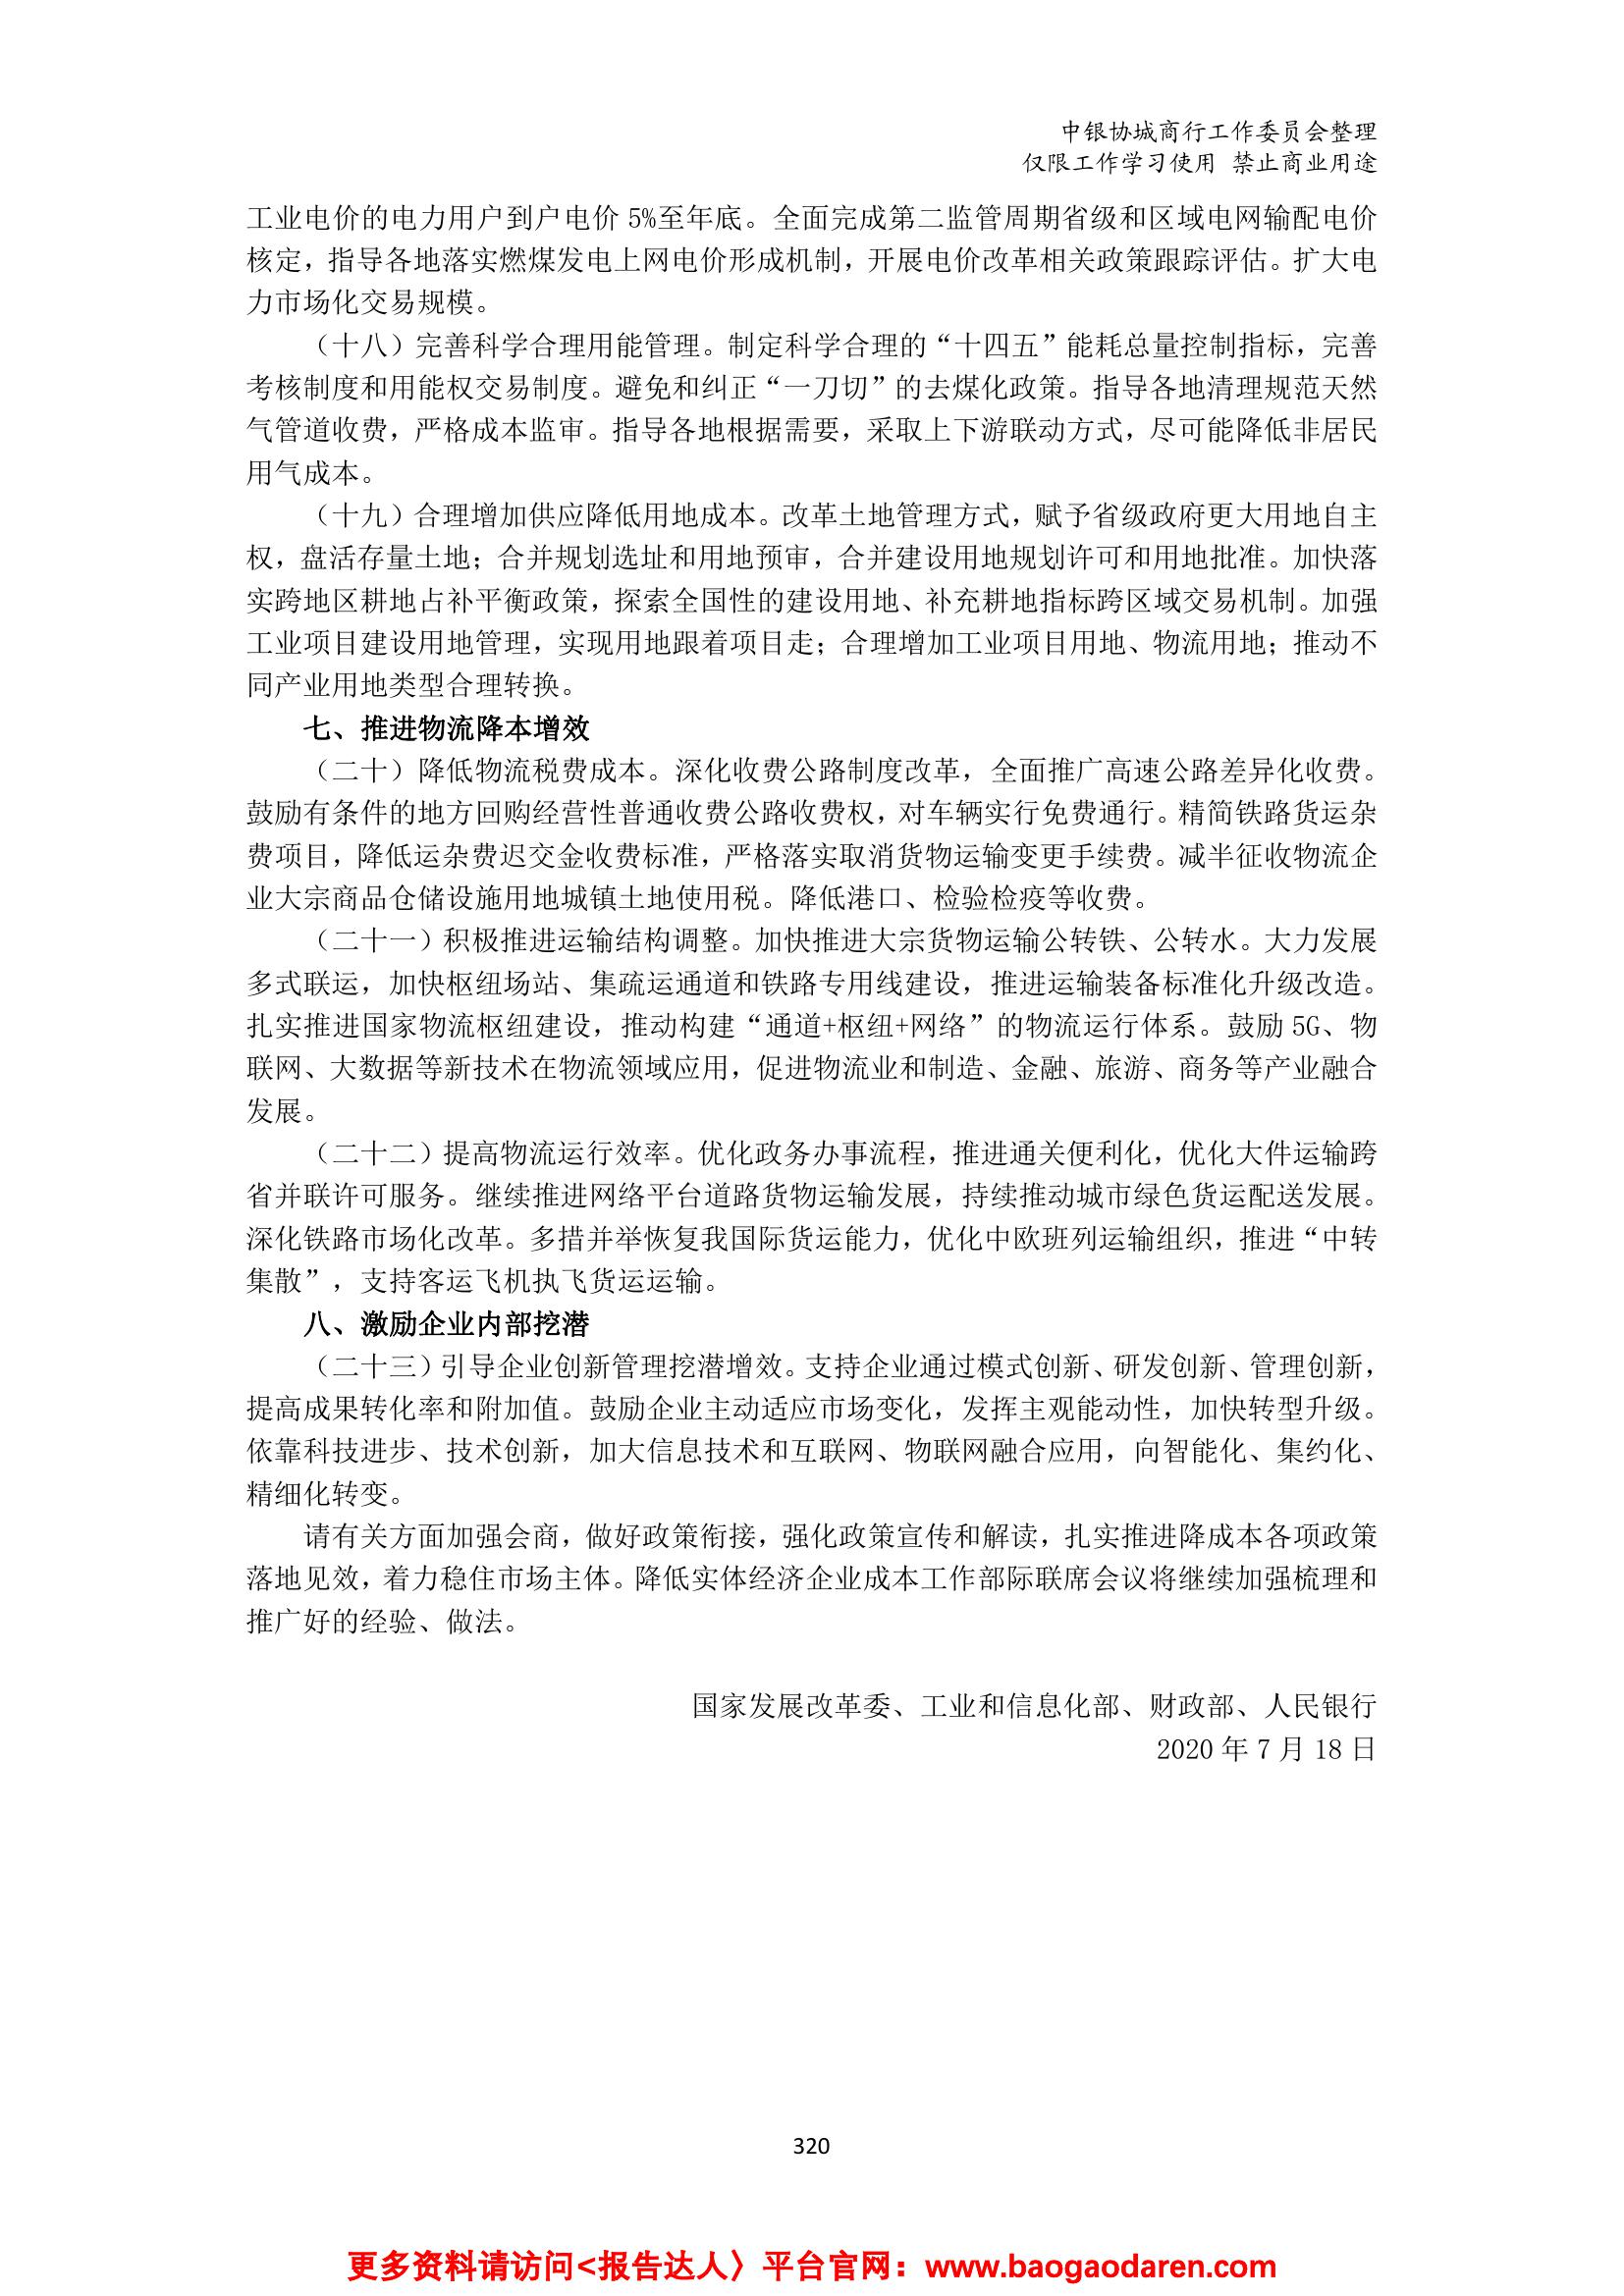 中银协城商行工作委员会整理
仅限工作学习使用 禁止商业用途
工业电价的电力用户到户电价 5%至年底。全面完成第二监管周期省级和区域电网输配电价
核定，指导各地落实燃煤发电上网电价形成机制，开展电价改革相关政策跟踪评估。扩大电
力市场化交易规模。
（十八）完善科学合理用能管理。制定科学合理的“十四五”能耗总量控制指标，完善
考核制度和用能权交易制度。避免和纠正“一刀切”的去煤化政策。指导各地清理规范天然
气管道收费，严格成本监审。指导各地根据需要，采取上下游联动方式，尽可能降低非居民
用气成本。
（十九）合理增加供应降低用地成本。改革土地管理方式，赋予省级政府更大用地自主
权，盘活存量土地；合并规划选址和用地预审，合并建设用地规划许可和用地批准。加快落
实跨地区耕地占补平衡政策，探索全国性的建设用地、补充耕地指标跨区域交易机制。加强
工业项目建设用地管理，实现用地跟着项目走；合理增加工业项目用地、物流用地；推动不
同产业用地类型合理转换。
七、推进物流降本增效
（二十）降低物流税费成本。深化收费公路制度改革，全面推广高速公路差异化收费。
鼓励有条件的地方回购经营性普通收费公路收费权，对车辆实行免费通行。精简铁路货运杂
费项目，降低运杂费迟交金收费标准，严格落实取消货物运输变更手续费。减半征收物流企
业大宗商品仓储设施用地城镇土地使用税。降低港口、检验检疫等收费。
（二十一）积极推进运输结构调整。加快推进大宗货物运输公转铁、公转水。大力发展
多式联运，加快枢纽场站、集疏运通道和铁路专用线建设，推进运输装备标准化升级改造。
扎实推进国家物流枢纽建设，推动构建“通道+枢纽+网络”的物流运行体系。鼓励 5G、物
联网、大数据等新技术在物流领域应用，促进物流业和制造、金融、旅游、商务等产业融合
发展。
（二十二）提高物流运行效率。优化政务办事流程，推进通关便利化，优化大件运输跨
省并联许可服务。继续推进网络平台道路货物运输发展，持续推动城市绿色货运配送发展。
深化铁路市场化改革。多措并举恢复我国际货运能力，优化中欧班列运输组织，推进“中转
集散”，支持客运飞机执飞货运运输。
八、激励企业内部挖潜
（二十三）引导企业创新管理挖潜增效。支持企业通过模式创新、研发创新、管理创新，
提高成果转化率和附加值。鼓励企业主动适应市场变化，发挥主观能动性，加快转型升级。
依靠科技进步、技术创新，加大信息技术和互联网、物联网融合应用，向智能化、集约化、
精细化转变。
请有关方面加强会商，做好政策衔接，强化政策宣传和解读，扎实推进降成本各项政策
落地见效，着力稳住市场主体。降低实体经济企业成本工作部际联席会议将继续加强梳理和
推广好的经验、做法。
国家发展改革委、工业和信息化部、财政部、人民银行
2020 年 7 月 18 日
320
更多资料请访问<报告达人〉平台官网：www.baogaodaren.com